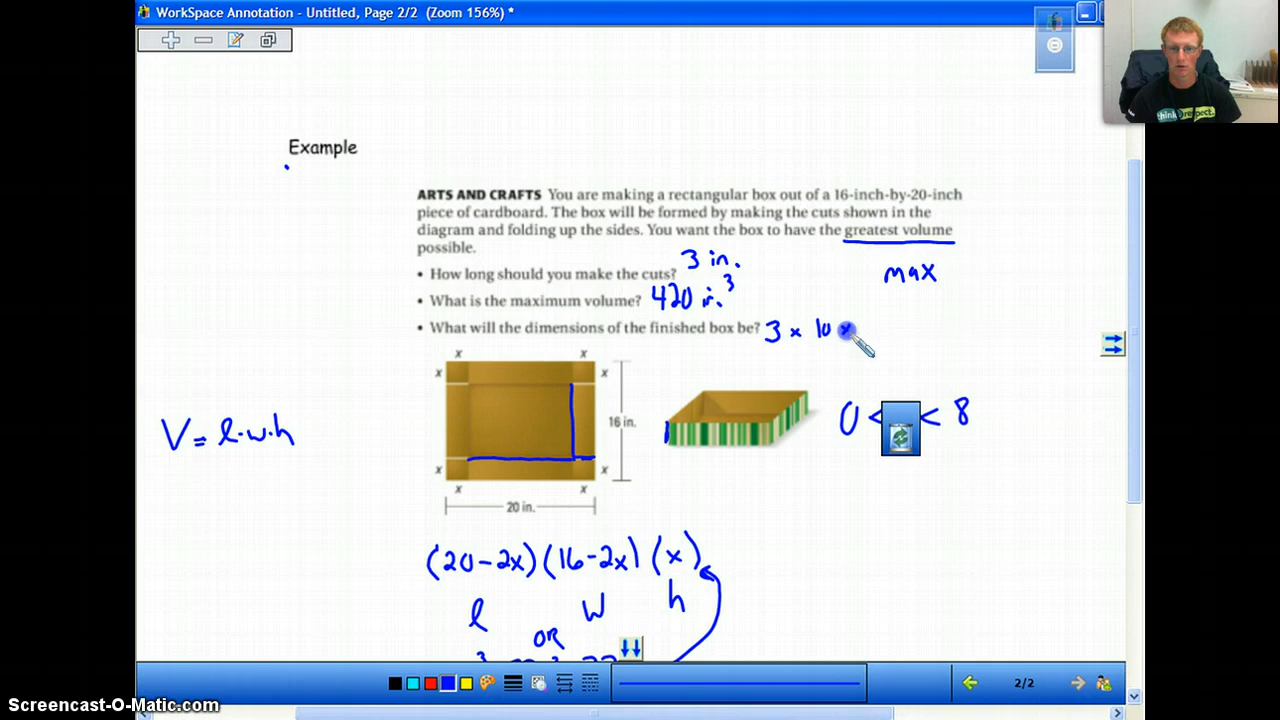 WorkSpace Annotation - Untitled, Page 2/2 (Zoom 156%) *
think respect.
Example
ARTS AND CRAFTS You are making a rectangular box out of a 16-inch-by-20-inch
piece of cardboard. The box will be formed by making the cuts shown in the
diagram and folding up the sides. You want the box to have the greatest volume
possible.
max
• How long should you make the cuts? 3 in.
• What is the maximum volume? 420 in.³
• What will the dimensions of the finished box be? 3 x 10 x
x x
x x
0 < < 8
16 in.
V = l·w·h
x x
x x
20 in.
(20-2x)(16-2x)(x)
l w h
OR
2/2
Screencast-O-Matic.com